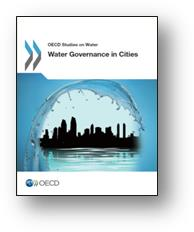 OECD Studies on Water
Water Governance in Cities
OECD